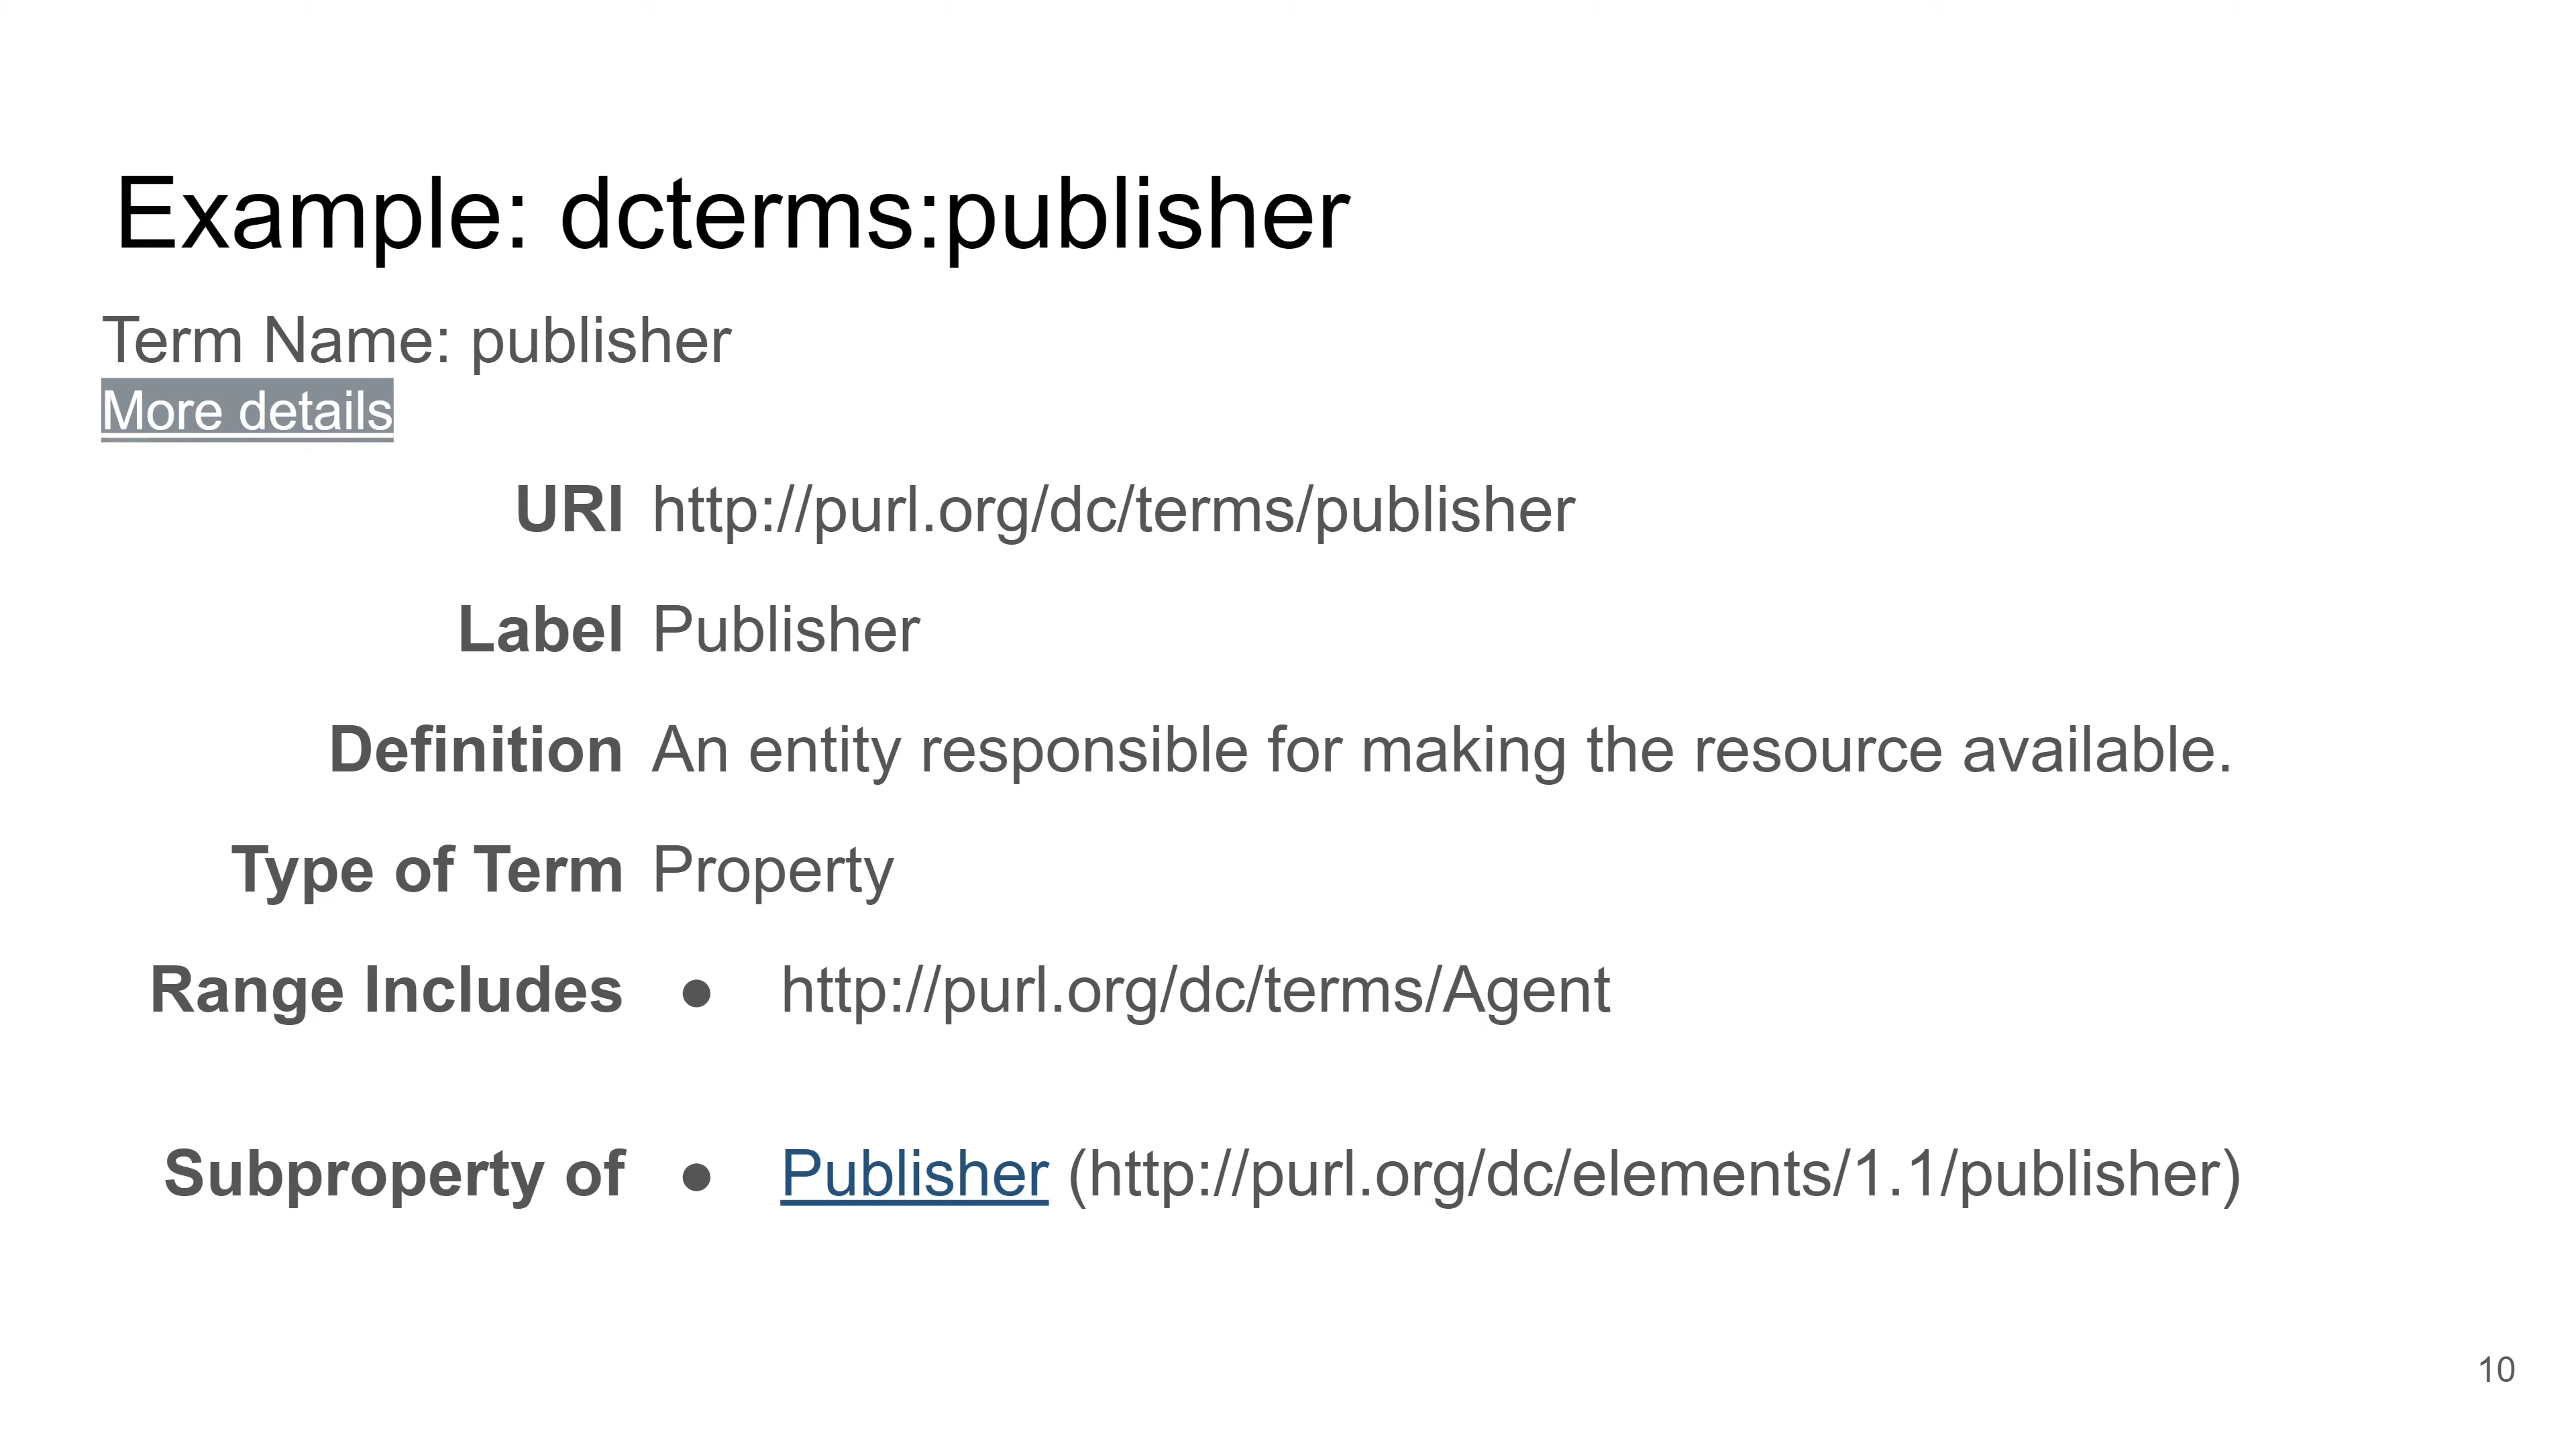 Example: dcterms:publisher
Term Name: publisher
More details
URI http://purl.org/dc/terms/publisher
Label Publisher
Definition An entity responsible for making the resource available.
Type of Term Property
Range Includes ● http://purl.org/dc/terms/Agent
Subproperty of ● Publisher (http://purl.org/dc/elements/1.1/publisher)
10